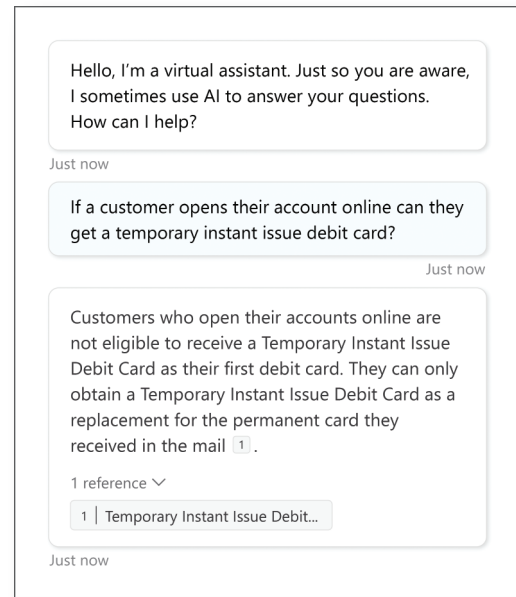 Hello, I’m a virtual assistant. Just so you are aware,
I sometimes use AI to answer your questions.
How can I help?
Just now
If a customer opens their account online can they
get a temporary instant issue debit card?
Just now
Customers who open their accounts online are
not eligible to receive a Temporary Instant Issue
Debit Card as their first debit card. They can only
obtain a Temporary Instant Issue Debit Card as a
replacement for the permanent card they
received in the mail 1 .
1 reference
1 | Temporary Instant Issue Debit...
Just now